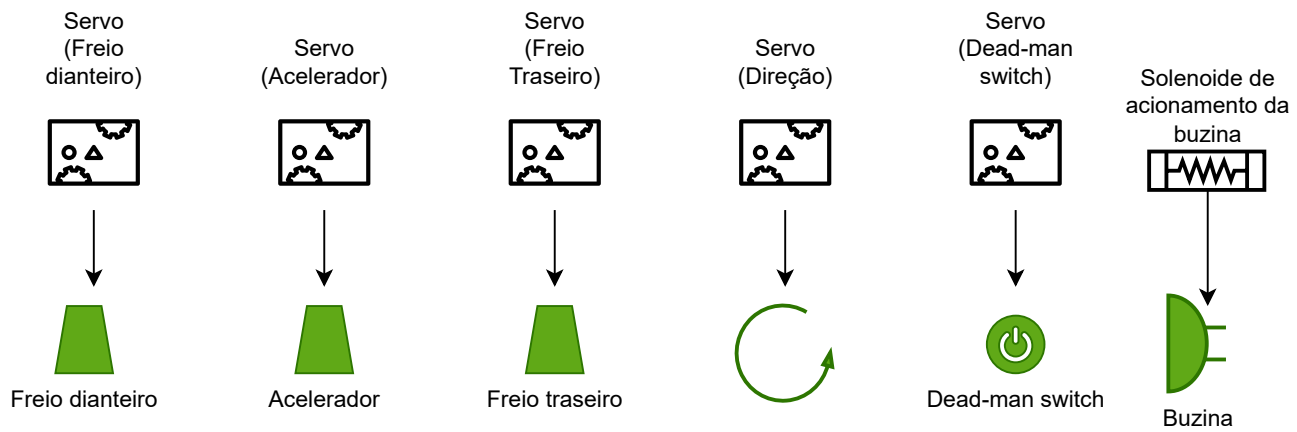 Servo
(Freio
dianteiro)
Servo
(Acelerador)
Servo
(Freio
Traseiro)
Servo
(Direção)
Servo
(Dead-man
switch)
Solenoide de
acionamento da
buzina
Freio dianteiro
Acelerador
Freio traseiro
Dead-man switch
Buzina